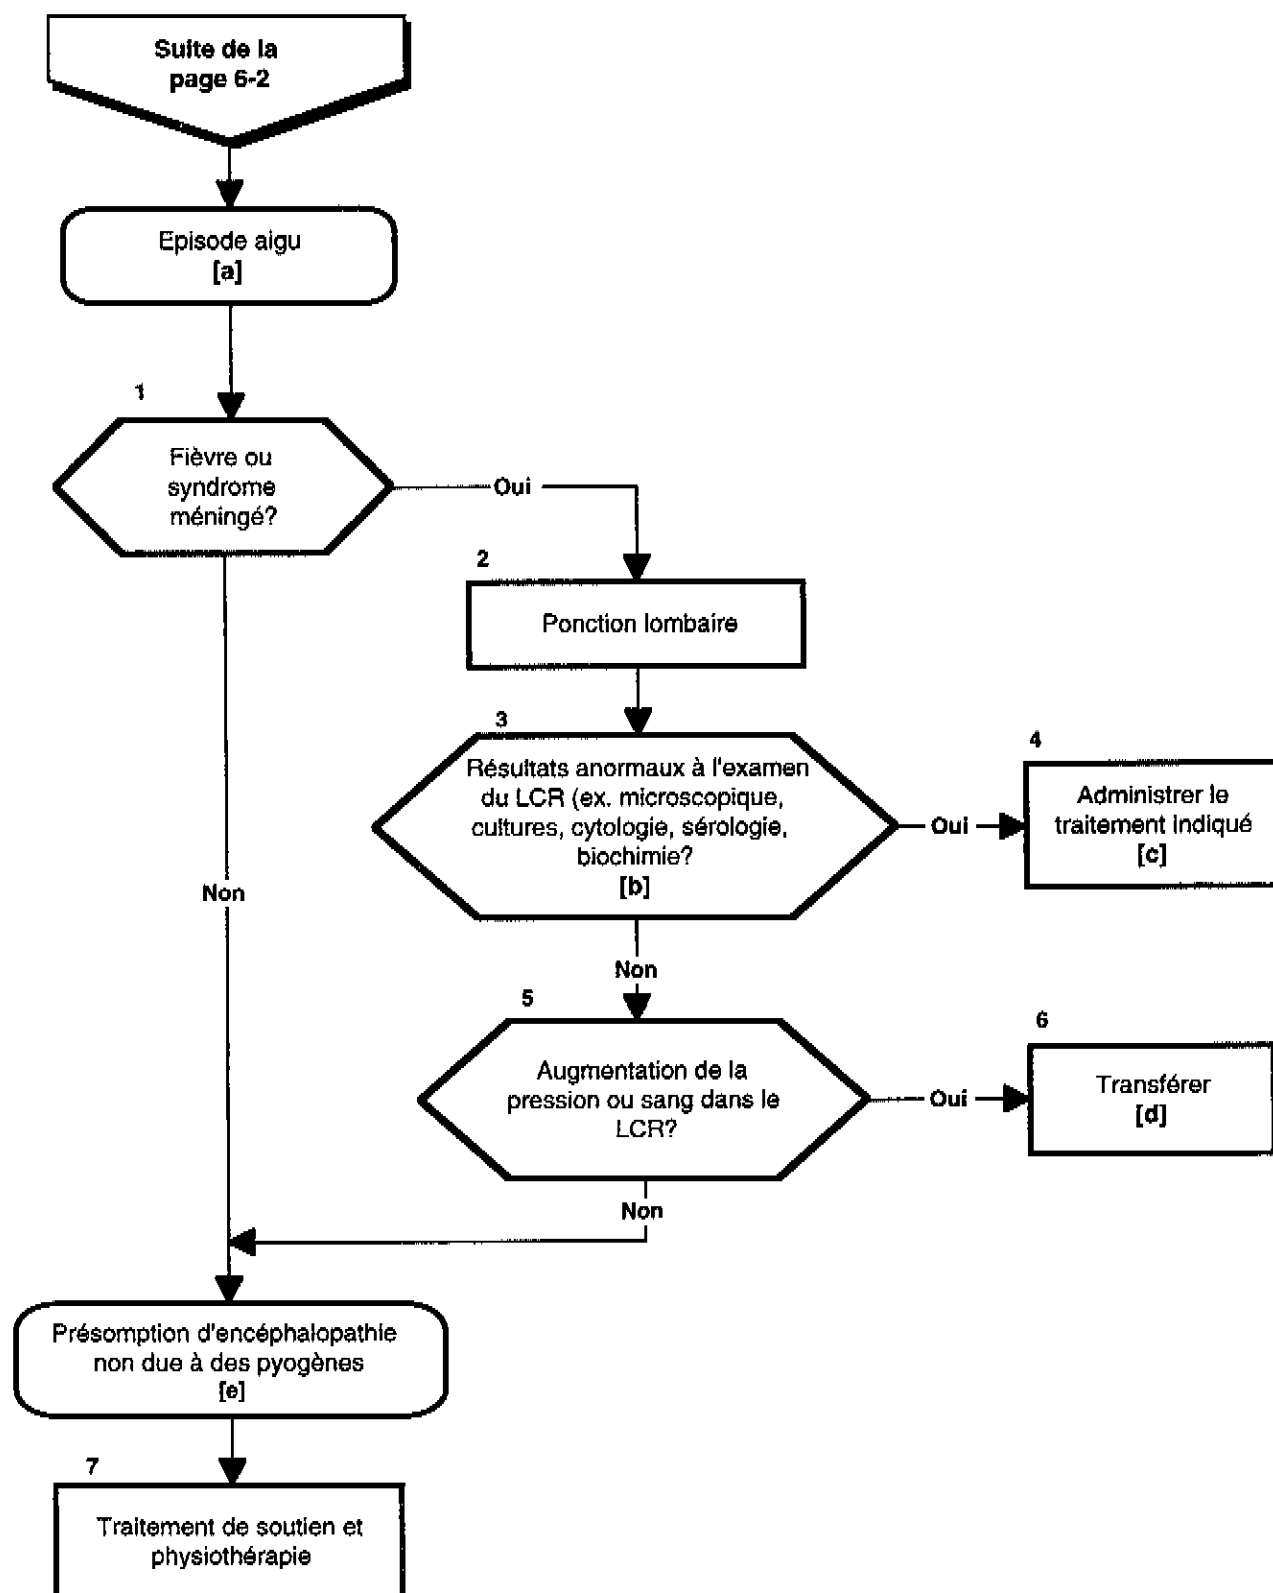 Suite de la
page 6-2
Episode aigu
[a]
1
Fièvre ou
syndrome
méningé?
Oui
2
Ponction lombaire
3
Résultats anormaux à l'examen
du LCR (ex. microscopique,
cultures, cytologie, sérologie,
biochimie?
[b]
Oui
4
Administrer le
traitement indiqué
[c]
Non
Non
5
Augmentation de la
pression ou sang dans le
LCR?
Oui
6
Transférer
[d]
Non
Présomption d'encéphalopathie
non due à des pyogènes
[e]
7
Traitement de soutien et
physiothérapie